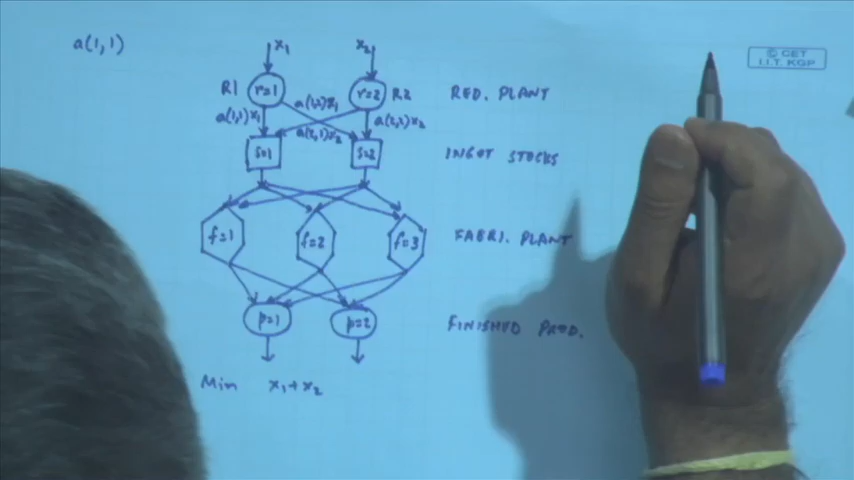 a(1,1)
x₁ x₂
© CET
I.I.T. KGP
R1 r=1 r=2 R2 RED. PLANT
a(1,2)x₁
a(1,1)x₁ a(2,2)x₂
a(2,1)x₂
s=1 s=2 INGOT STOCKS
f=1 f=2 f=3 FABRI. PLANT
p=1 p=2 FINISHED PROD.
Min x₁+x₂